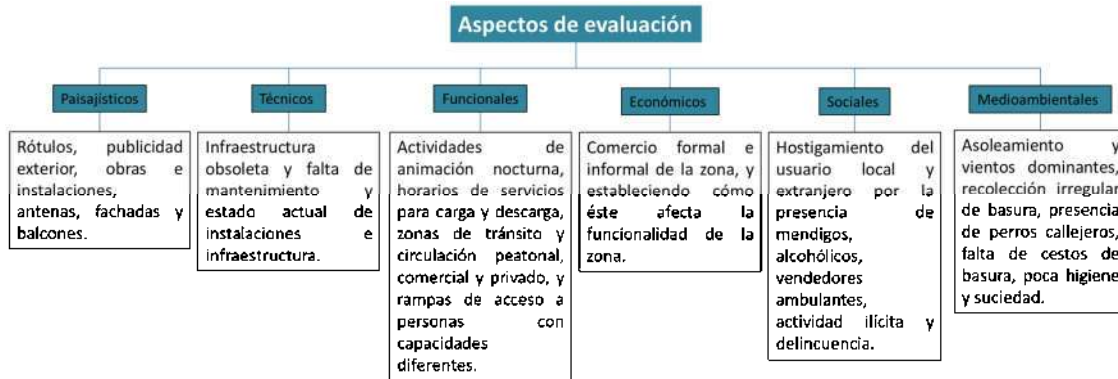 Aspectos de evaluación
Paisajísticos
Rótulos, publicidad
exterior, obras e
instalaciones,
antenas, fachadas y
balcones.
Técnicos
Infraestructura
obsoleta y falta de
mantenimiento y
estado actual de
instalaciones e
infraestructura.
Funcionales
Actividades de
animación nocturna,
horarios de servicios
para carga y descarga,
zonas de tránsito y
circulación peatonal,
comercial y privado, y
rampas de acceso a
personas con
capacidades
diferentes.
Económicos
Comercio formal e
informal de la zona, y
estableciendo cómo
éste afecta la
funcionalidad de la
zona.
Sociales
Hostigamiento del
usuario local y
extranjero por la
presencia de
mendigos,
alcohólicos,
vendedores
ambulantes,
actividad ilícita y
delincuencia.
Medioambientales
Asoleamiento y
vientos dominantes,
recolección irregular
de basura, presencia
de perros callejeros,
falta de cestos de
basura, poca higiene
y suciedad.